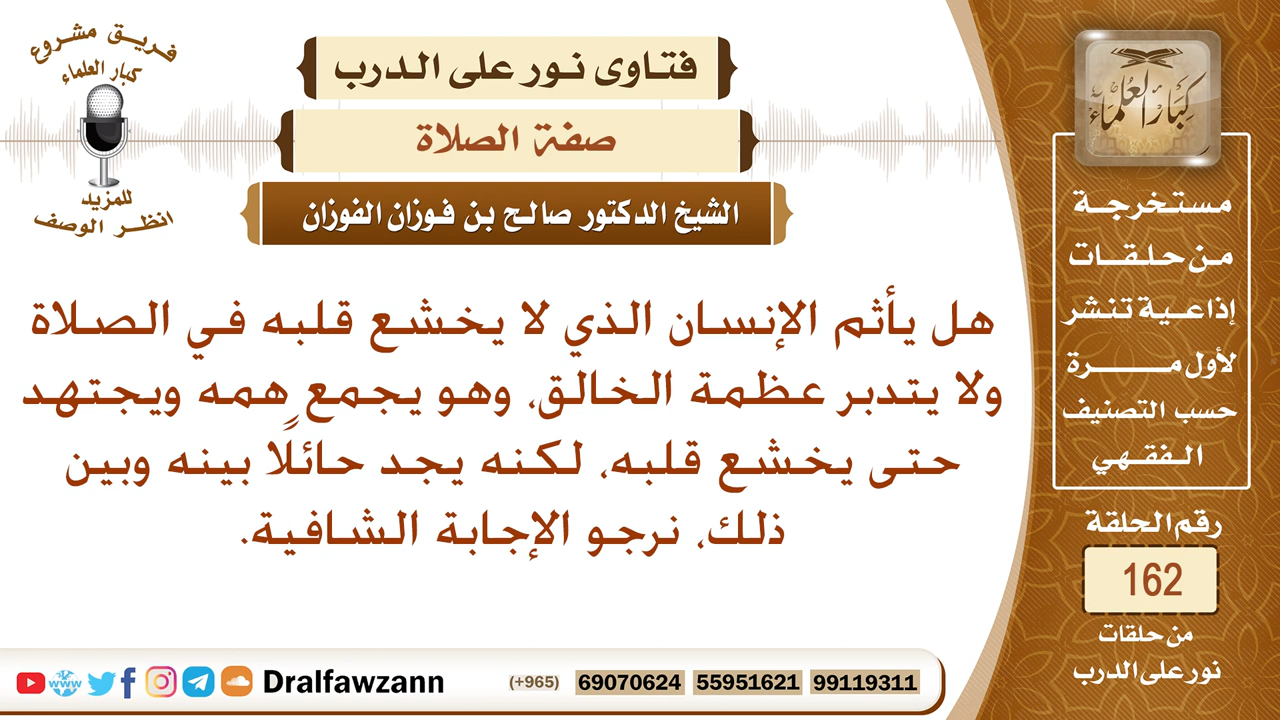 فريق مشروع
كبار العلماء
للمزيد
انظر الوصف
فتاوى نور على الدرب
صفة الصلاة
الشيخ الدكتور صالح بن فوزان الفوزان
هل يأثم الإنسان الذي لا يخشع قلبه في الصلاة
ولا يتدبر عظمة الخالق، وهو يجمع همه ويجتهد
حتى يخشع قلبه، لكنه يجد حائلًا بينه وبين
ذلك، نرجو الإجابة الشافية.
كبار العلماء
مستخرجة
من حلقات
إذاعية تنشر
لأول مرة
حسب التصنيف
الفقهي
رقم الحلقة
162
من حلقات
نور على الدرب
www
Dralfawzann
(+965) 69070624 55951621 99119311